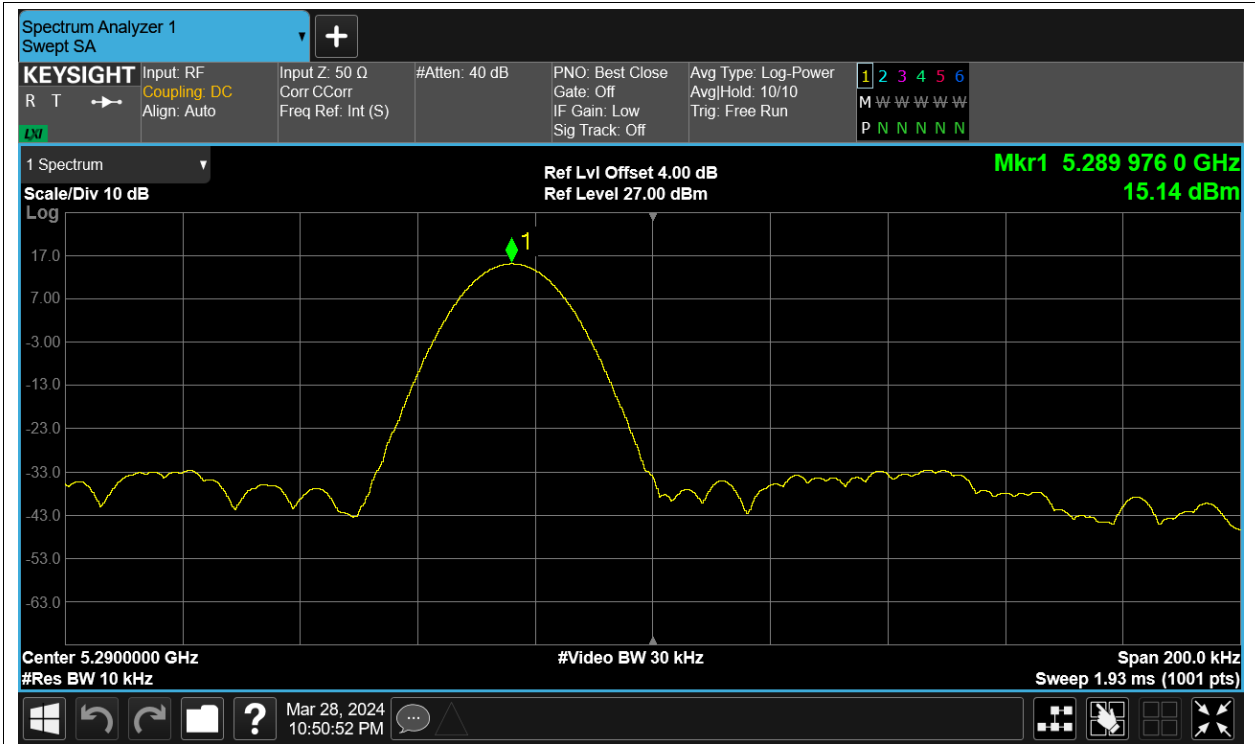 Spectrum Analyzer 1
Swept SA
KEYSIGHT
R T
LXI
Input: RF
Coupling: DC
Align: Auto
Input Z: 50 Ω
Corr CCorr
Freq Ref: Int (S)
#Atten: 40 dB
PNO: Best Close
Gate: Off
IF Gain: Low
Sig Track: Off
Avg Type: Log-Power
Avg|Hold: 10/10
Trig: Free Run
1 2 3 4 5 6
M W W W W W
P N N N N N
1 Spectrum
Scale/Div 10 dB
Log
Ref Lvl Offset 4.00 dB
Ref Level 27.00 dBm
Mkr1 5.289 976 0 GHz
15.14 dBm
1
17.0
7.00
-3.00
-13.0
-23.0
-33.0
-43.0
-53.0
-63.0
Center 5.2900000 GHz
#Res BW 10 kHz
#Video BW 30 kHz
Span 200.0 kHz
Sweep 1.93 ms (1001 pts)
?
Mar 28, 2024
10:50:52 PM